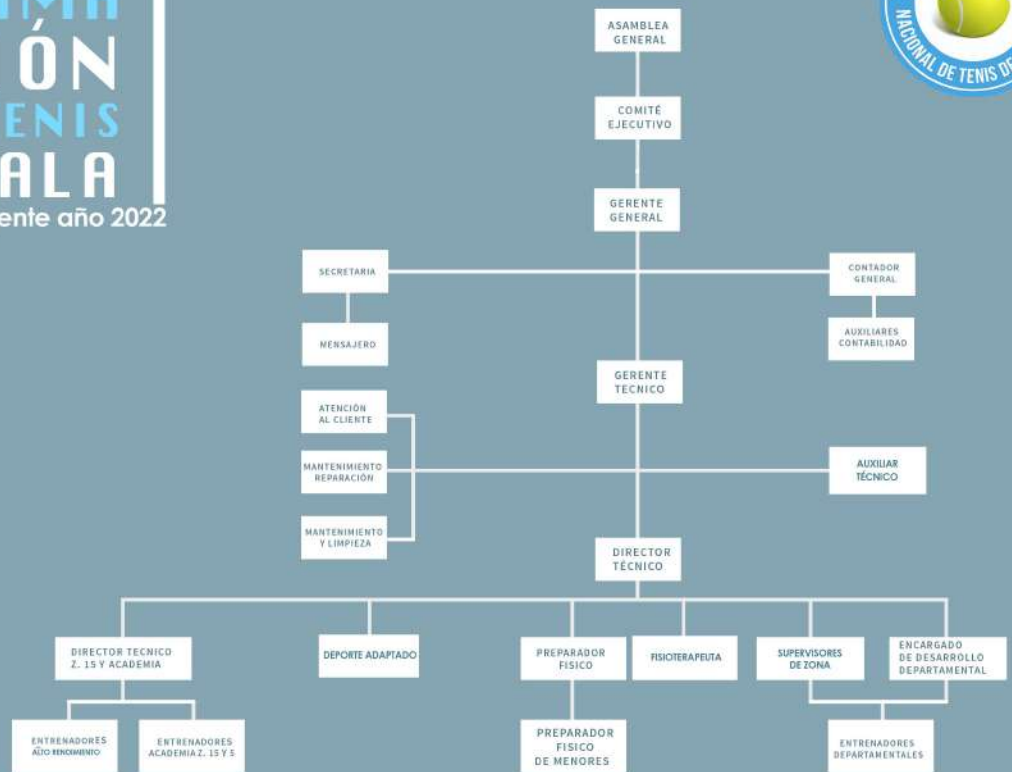 ÓN
ENIS
ALA
ente año 2022
NACIONAL DE TENIS DE
ASAMBLEA
GENERAL
COMITÉ
EJECUTIVO
GERENTE
GENERAL
SECRETARIA
CONTADOR
GENERAL
MENSAJERO
AUXILIARES
CONTABILIDAD
GERENTE
TECNICO
ATENCIÓN
AL CLIENTE
MANTENIMIENTO
REPARACIÓN
AUXILIAR
TÉCNICO
MANTENIMIENTO
Y LIMPIEZA
DIRECTOR
TÉCNICO
DIRECTOR TECNICO
Z. 15 Y ACADEMIA
DEPORTE ADAPTADO
PREPARADOR
FISICO
FISIOTERAPEUTA
SUPERVISORES
DE ZONA
ENCARGADO
DE DESARROLLO
DEPARTAMENTAL
ENTRENADORES
ALTO RENDIMIENTO
ENTRENADORES
ACADEMIA Z. 15 Y 5
PREPARADOR
FISICO
DE MENORES
ENTRENADORES
DEPARTAMENTALES